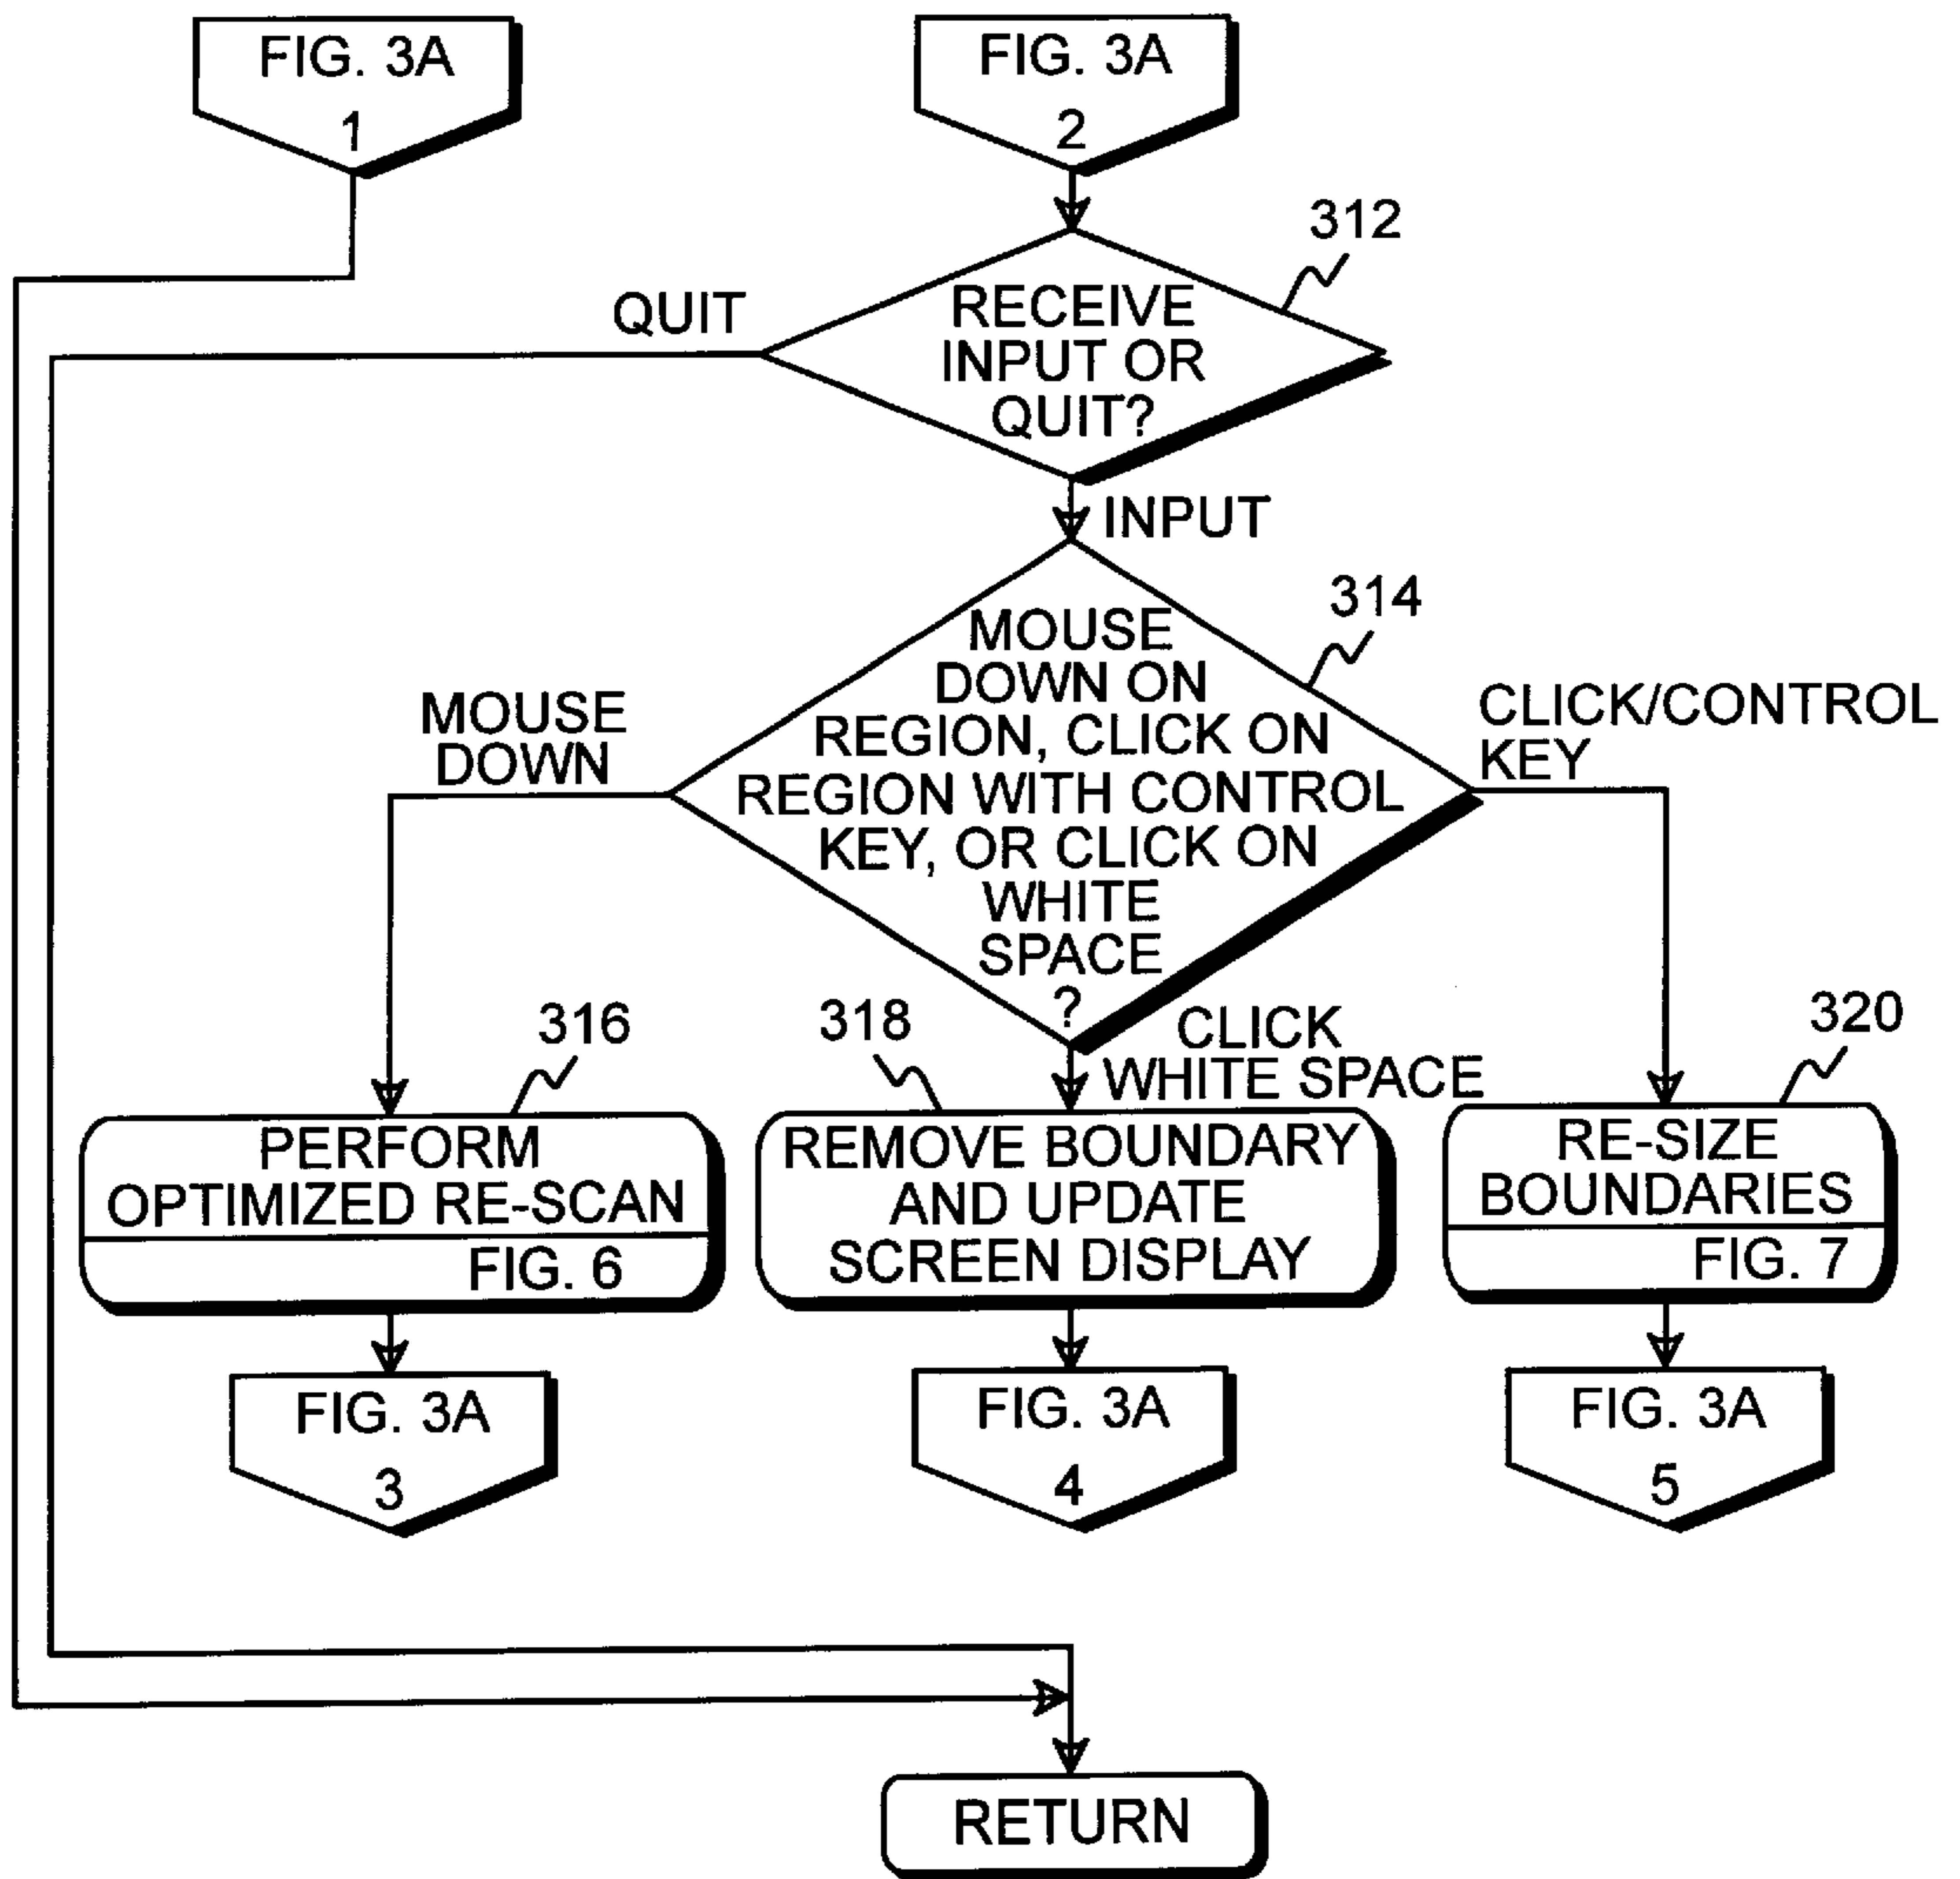 FIG. 3A
1
FIG. 3A
2
312
QUIT
RECEIVE
INPUT OR
QUIT?
INPUT
314
MOUSE
DOWN ON
REGION, CLICK ON
REGION WITH CONTROL
KEY, OR CLICK ON
WHITE
SPACE
?
MOUSE
DOWN
CLICK/CONTROL
KEY
316
318
CLICK
WHITE SPACE
320
PERFORM
OPTIMIZED RE-SCAN
FIG. 6
REMOVE BOUNDARY
AND UPDATE
SCREEN DISPLAY
RE-SIZE
BOUNDARIES
FIG. 7
FIG. 3A
3
FIG. 3A
4
FIG. 3A
5
RETURN